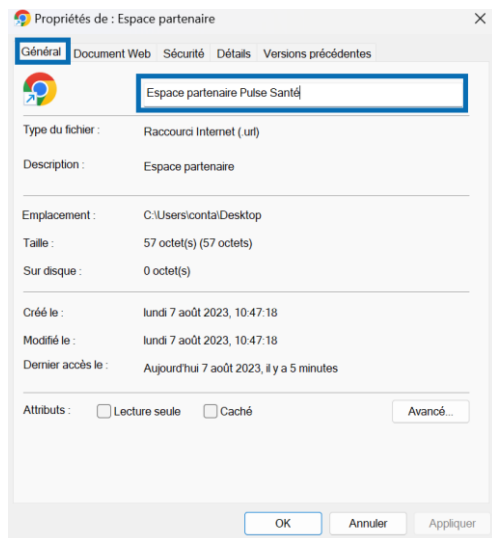 Propriétés de : Espace partenaire
Général Document Web Sécurité Détails Versions précédentes
Espace partenaire Pulse Santé
Type du fichier : Raccourci Internet (.url)
Description : Espace partenaire
Emplacement : C:\Users\conta\Desktop
Taille : 57 octet(s) (57 octets)
Sur disque : 0 octet(s)
Créé le : lundi 7 août 2023, 10:47:18
Modifié le : lundi 7 août 2023, 10:47:18
Dernier accès le : Aujourd'hui 7 août 2023, il y a 5 minutes
Attributs : Lecture seule Caché Avancé...
OK Annuler Appliquer